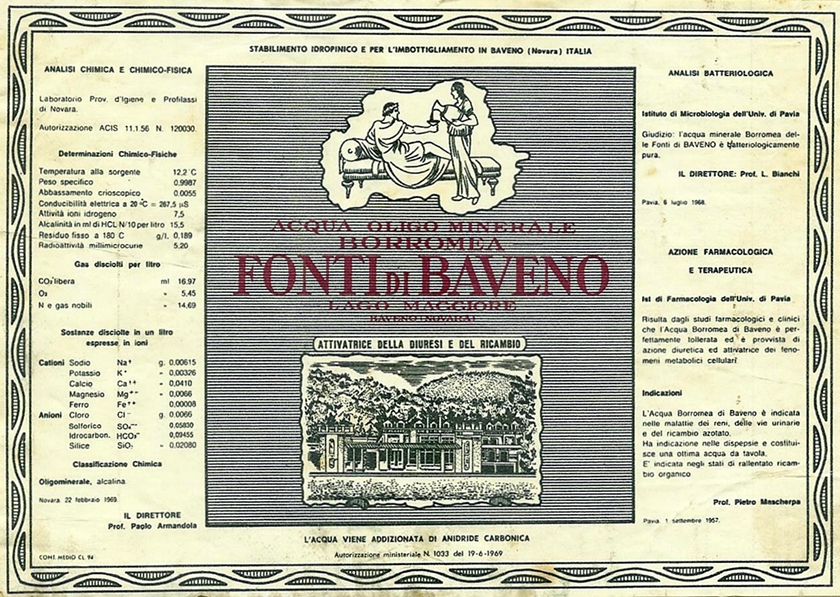 STABILIMENTO IDROPINICO E PER L'IMBOTTIGLIAMENTO IN BAVENO (Novara) ITALIA
ANALISI CHIMICA E CHIMICO-FISICA
Laboratorio Prov. d'Igiene e Profilassi
di Novara.
Autorizzazione ACIS 11.1.56 N. 120030.
Determinazioni Chimico-Fisiche
Temperatura alla sorgente 12,2 C
Peso specifico 0.9987
Abbassamento crioscopico 0.0055
Conducibilità elettrica a 20 °C = 267,5 µS
Attività ioni idrogeno 7,5
Alcalinità in ml di HCL N/10 per litro 15,5
Residuo fisso a 180 C g/l. 0,189
Radioattività millimicrocurie 5,20
Gas disciolti per litro
CO₂ libera ml 16.97
O₂ » 5,45
N e gas nobili » 14,69
Sostanze disciolte in un litro
espresse in ioni
Cationi Sodio Na⁺ g. 0,00615
Potassio K⁺ » 0,00326
Calcio Ca⁺⁺ » 0,0410
Magnesio Mg⁺⁺ » 0,0066
Ferro Fe⁺⁺ 0,00008
Anioni Cloro Cl⁻ g. 0.0066
Solforico SO₄⁻⁻ » 0,05830
Idrocarbon. HCO₃⁻ » 0,09455
Silice SiO₂ » 0,02080
Classificazione Chimica
Oligominerale, alcalina.
Novara. 22 febbraio 1969.
IL DIRETTORE
Prof. Paolo Armandola
CONT. MEDIO CL 94
ACQUA OLIGO MINERALE
BORROMEA
FONTI DI BAVENO
LAGO MAGGIORE
BAVENO (NOVARA)
ATTIVATRICE DELLA DIURESI E DEL RICAMBIO
L'ACQUA VIENE ADDIZIONATA DI ANIDRIDE CARBONICA
Autorizzazione ministeriale N. 1033 del 19-6-1969
ANALISI BATTERIOLOGICA
Istituto di Microbiologia dell'Univ. di Pavia
Giudizio: l'acqua minerale Borromea del-
le Fonti di BAVENO è batteriologicamente
pura.
IL DIRETTORE: Prof. L. Bianchi
Pavia, 6 luglio 1968.
AZIONE FARMACOLOGICA
E TERAPEUTICA
Ist di Farmacologia dell'Univ. di Pavia
Risulta dagli studi farmacologici e clinici
che l'Acqua Borromea di Baveno è per-
fettamente tollerata ed è provvista di
azione diuretica ed attivatrice dei feno-
meni metabolici cellulari
Indicazioni
L'Acqua Borromea di Baveno è indicata
nelle malattie dei reni, delle vie urinarie
e del ricambio azotato.
Ha indicazione nelle dispepsie e costitui-
sce una ottima acqua da tavola.
E' indicata negli stati di rallentato ricam-
bio organico
Prof. Pietro Mascherpa
Pavia, 1 settembre 1957.